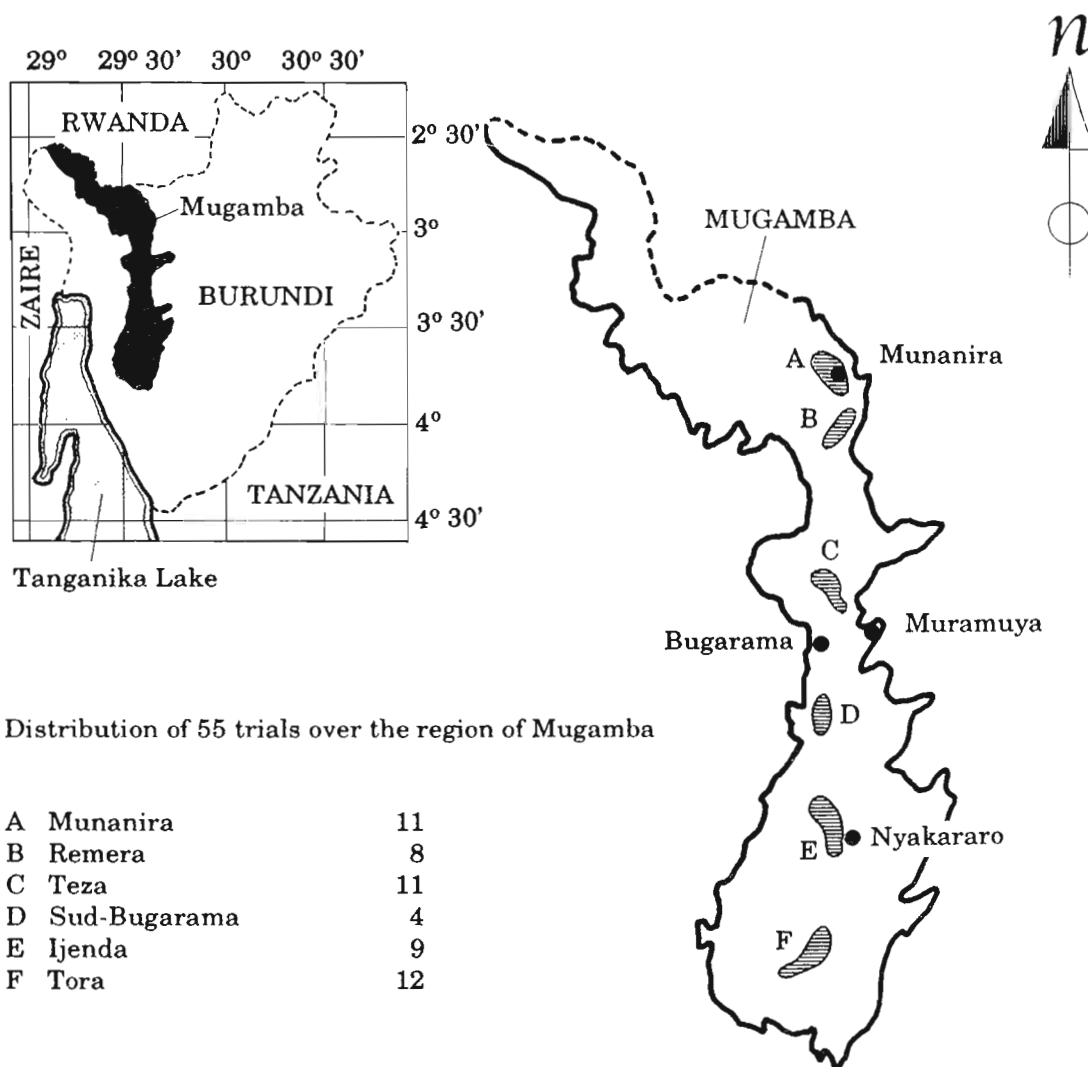 29° 29° 30' 30° 30° 30'
RWANDA
2° 30'
Mugamba
3°
ZAIRE
BURUNDI
3° 30'
4°
TANZANIA
4° 30'
Tanganika Lake
n
MUGAMBA
A
Munanira
B
C
Bugarama
Muramuya
D
E
Nyakararo
F
Distribution of 55 trials over the region of Mugamba
A Munanira 11
B Remera 8
C Teza 11
D Sud-Bugarama 4
E Ijenda 9
F Tora 12